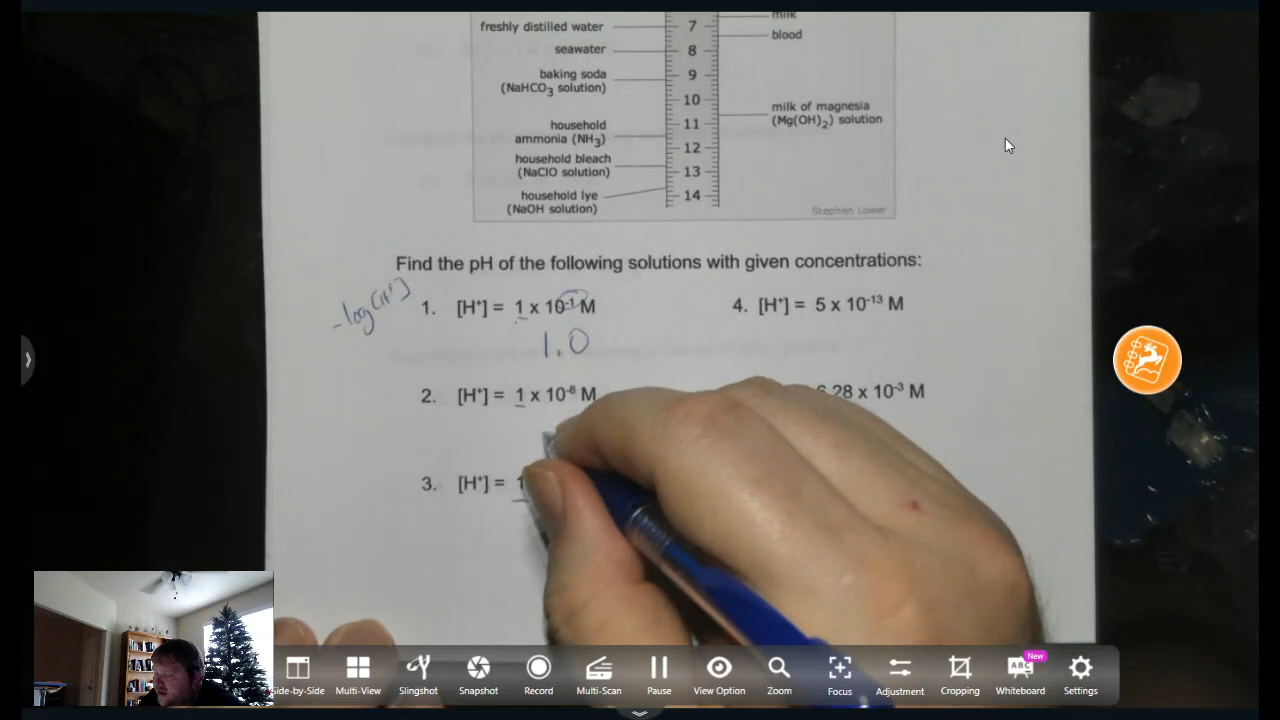 milk
freshly distilled water 7
blood
seawater 8
baking soda 9
(NaHCO3 solution)
10
milk of magnesia
(Mg(OH)2) solution
household 11
ammonia (NH3)
12
household bleach
(NaClO solution) 13
household lye 14
(NaOH solution)
Stephen Lower
Find the pH of the following solutions with given concentrations:
-log[H+]
1. [H⁺] = 1 x 10⁻¹ M
1.0
4. [H⁺] = 5 x 10⁻¹³ M
2. [H⁺] = 1 x 10⁻⁸ M
6.28 x 10⁻³ M
3. [H⁺] = 1
Side-by-Side
Multi-View
Slingshot
Snapshot
Record
Multi-Scan
Pause
View Option
Zoom
Focus
Adjustment
Cropping
New
ABC
Whiteboard
Settings